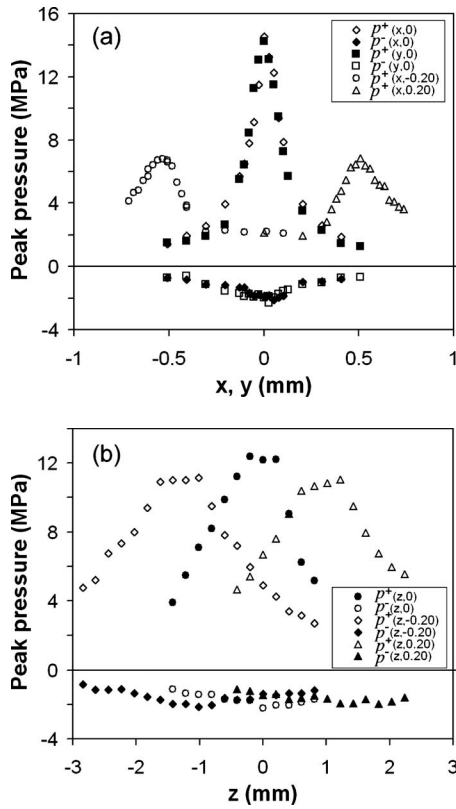 (a)
p⁺(x,0)
p⁻(x,0)
p⁺(y,0)
p⁻(y,0)
p⁺(x,-0.20)
p⁺(x,0.20)
16
12
8
4
0
-4
Peak pressure (MPa)
-1 -0.5 0 0.5 1
x, y (mm)
(b)
12
8
4
0
-2
-4
Peak pressure (MPa)
p⁺(z,0)
p⁻(z,0)
p⁺(z,-0.20)
p⁻(z,-0.20)
p⁺(z,0.20)
p⁻(z,0.20)
-3 -2 -1 0 1 2 3
z (mm)